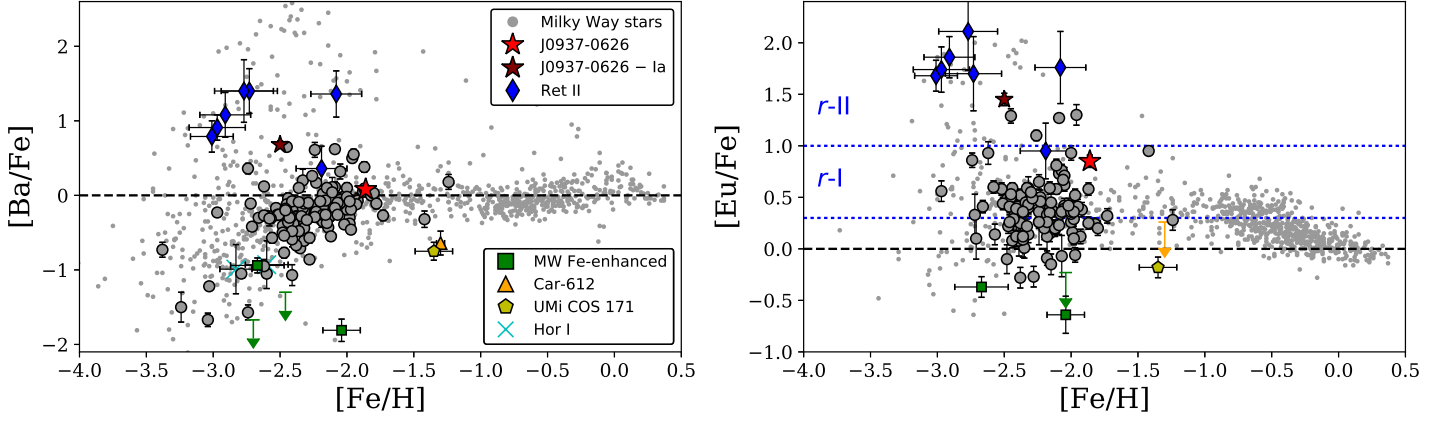 Milky Way stars
J0937-0626
J0937-0626 − Ia
Ret II
MW Fe-enhanced
Car-612
UMi COS 171
Hor I
[Ba/Fe]
2
1
0
−1
−2
−4.0 −3.5 −3.0 −2.5 −2.0 −1.5 −1.0 −0.5 0.0 0.5
[Fe/H]
[Eu/Fe]
2.0
1.5
1.0
0.5
0.0
−0.5
−1.0
r-II
r-I
−4.0 −3.5 −3.0 −2.5 −2.0 −1.5 −1.0 −0.5 0.0 0.5
[Fe/H]